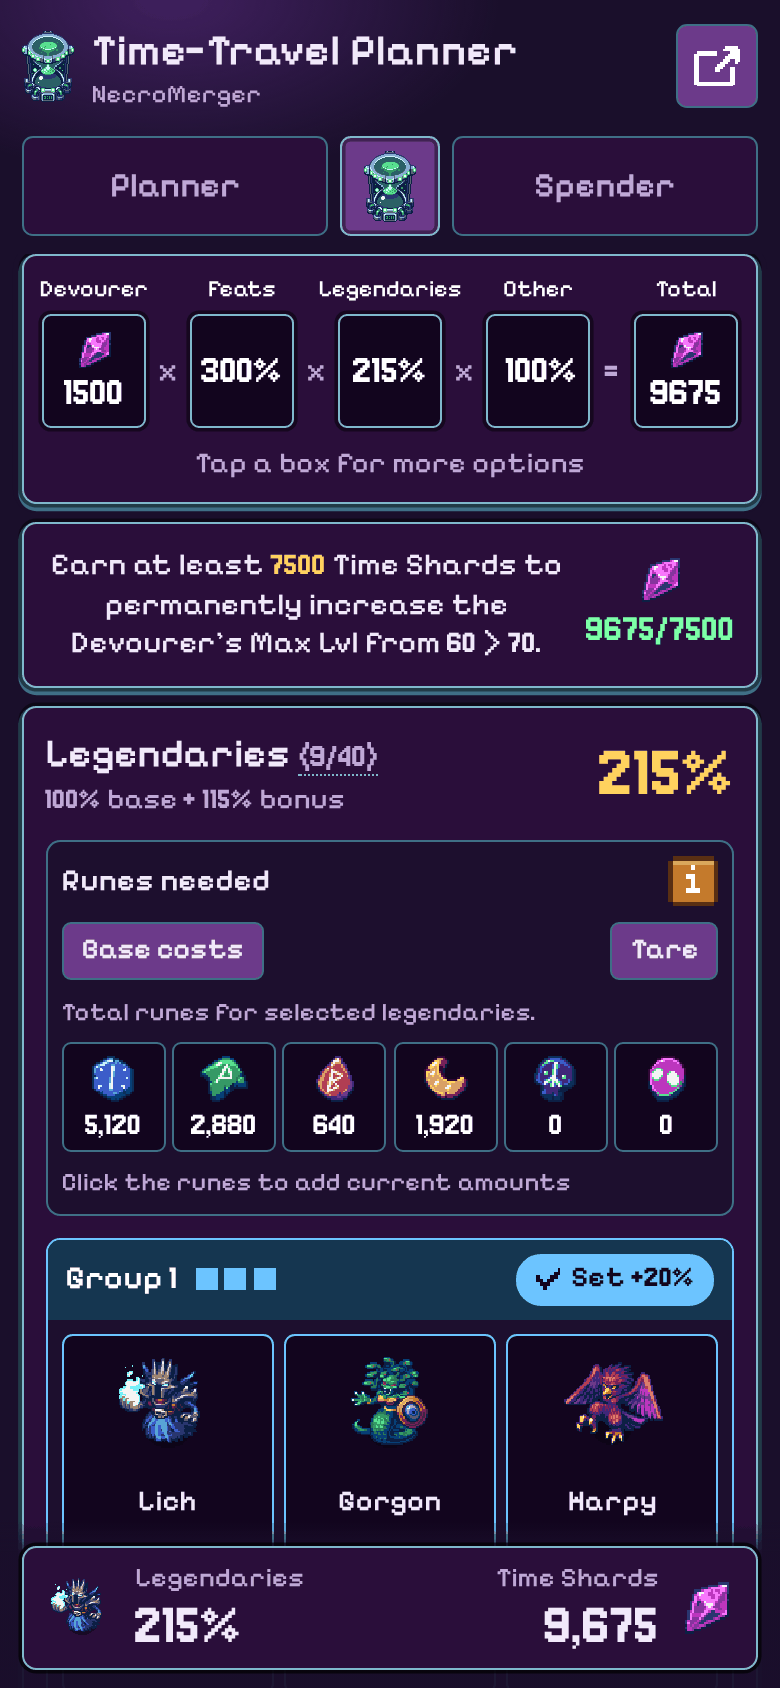 Time-Travel Planner
NecroMerger
Planner
Spender
Devourer Feats Legendaries Other Total
1500 x 300% x 215% x 100% = 9675
Tap a box for more options
Earn at least 7500 Time Shards to
permanently increase the
Devourer's Max Lvl from 60 > 70.
9675/7500
Legendaries (9/40)
100% base + 115% bonus
215%
Runes needed
i
Base costs
Tare
Total runes for selected legendaries.
5,120 2,880 640 1,920 0 0
Click the runes to add current amounts
Group 1
Set +20%
Lich Gorgon Harpy
Legendaries
215%
Time Shards
9,675